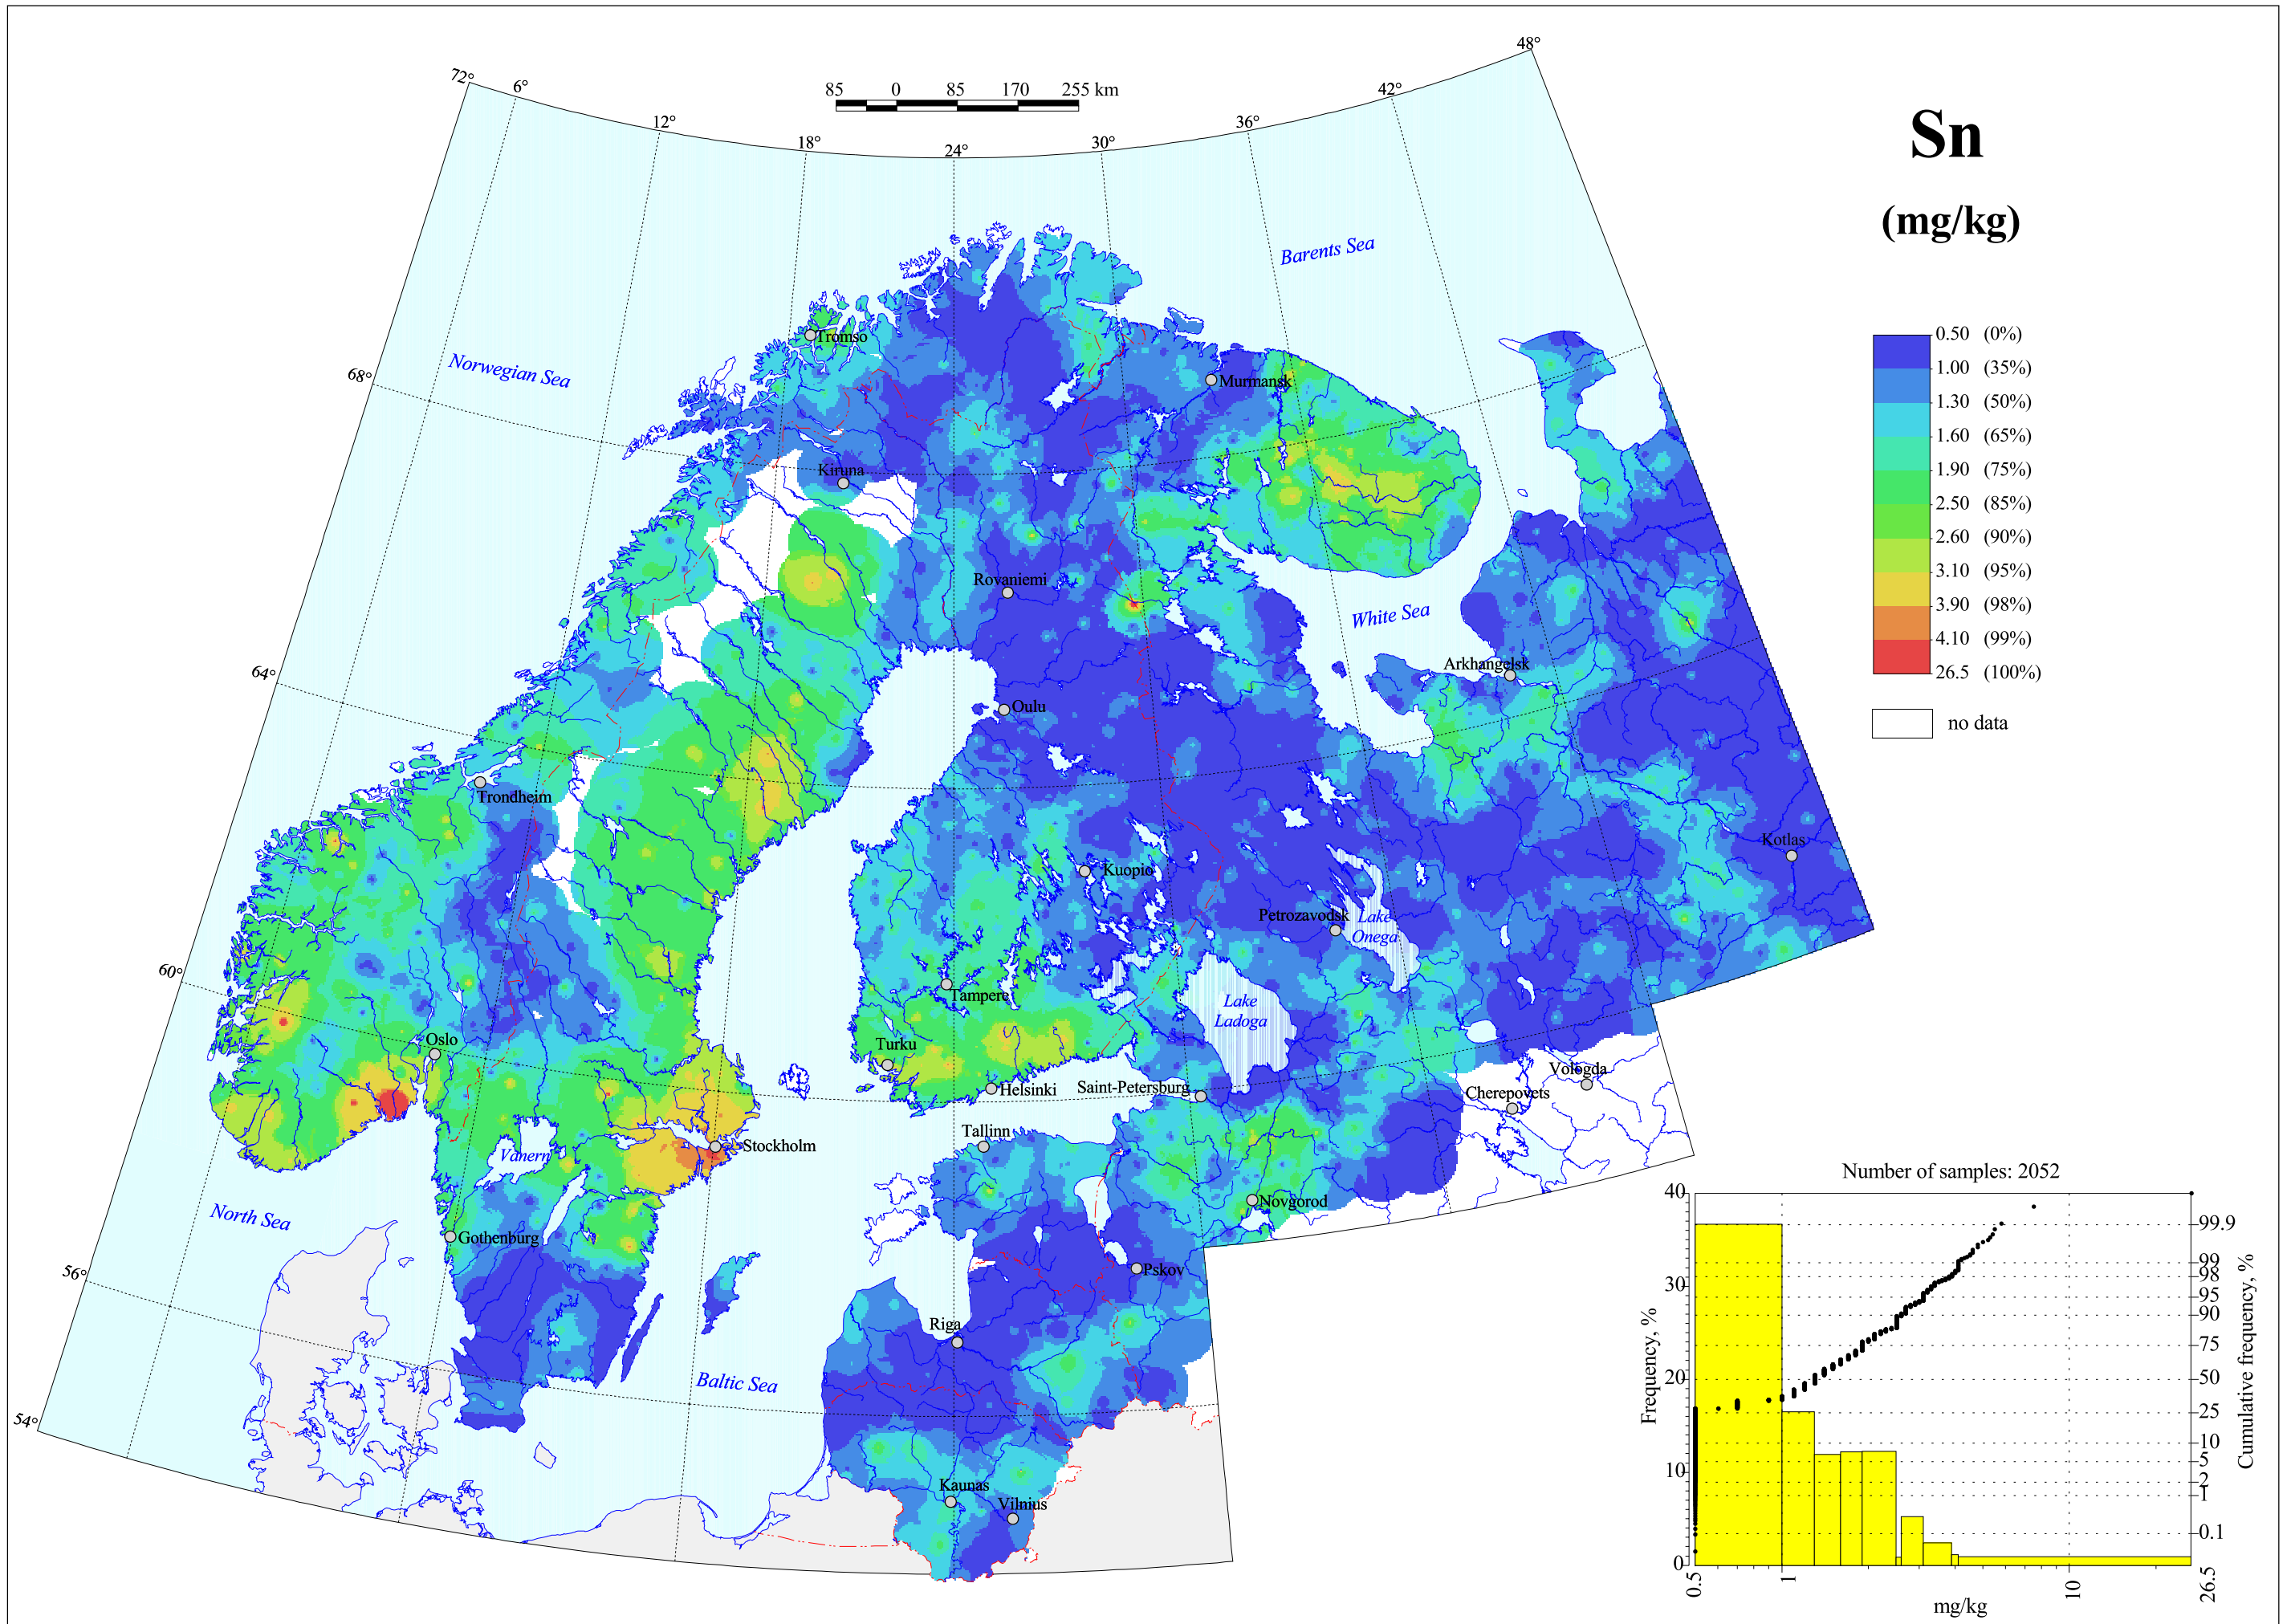 48°
72°
6°
42°
85 0 85 170 255 km
12°
36°
18°
30°
24°
Sn
(mg/kg)
Barents Sea
Norwegian Sea
68°
Tromso
Murmansk
Kiruna
Rovaniemi
White Sea
Arkhangelsk
64°
Oulu
Trondheim
Kotlas
Kuopio
Petrozavodsk
Lake
Onega
60°
Tampere
Lake
Ladoga
Oslo
Turku
Helsinki
Saint-Petersburg
Vologda
Cherepovets
Tallinn
Stockholm
Vanern
Novgorod
North Sea
Gothenburg
56°
Pskov
Riga
Baltic Sea
54°
Kaunas
Vilnius
0.50 (0%)
1.00 (35%)
1.30 (50%)
1.60 (65%)
1.90 (75%)
2.50 (85%)
2.60 (90%)
3.10 (95%)
3.90 (98%)
4.10 (99%)
26.5 (100%)
no data
Number of samples: 2052
40
30
20
10
0
Frequency, %
99.9
99
98
95
90
75
50
25
10
5
2
1
0.1
Cumulative frequency, %
0.5 1 10 26.5
mg/kg